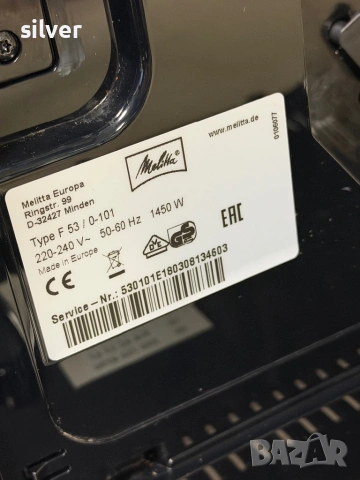 silver
Melitta Europa
Ringstr. 99
D-32427 Minden
Melitta
www.melitta.de
0106077
Type F 53 / 0-101
220-240 V~ 50-60 Hz 1450 W
Made in Europe
CE
EAC
Service-Nr.: 530101E180308134603
BAZAR